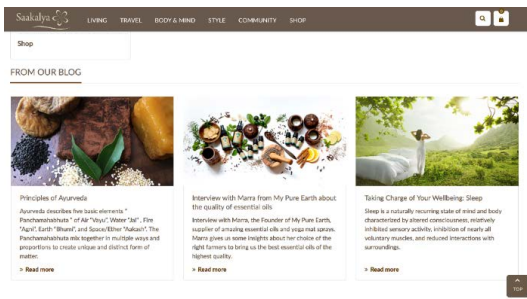 Saakalya
LIVING TRAVEL BODY & MIND STYLE COMMUNITY SHOP
Shop
FROM OUR BLOG
Principles of Ayurveda
Ayurveda describes five basic elements "
Panchamahabhuta " of Air "Vayu", Water "Jal" , Fire
"Agni", Earth "Bhumi", and Space/Ether "Aakash". The
Panchamahabhuta mix together in multiple ways and
proportions to create unique and distinct form of
matter.
> Read more
Interview with Marra from My Pure Earth about
the quality of essential oils
Interview with Marra, the Founder of My Pure Earth,
supplier of amazing essential oils and yoga mat sprays.
Marra gives us some insights about her choice of the
right farmers to bring us the best essential oils of the
highest quality.
> Read more
Taking Charge of Your Wellbeing: Sleep
Sleep is a naturally recurring state of mind and body
characterized by altered consciousness, relatively
inhibited sensory activity, inhibition of nearly all
voluntary muscles, and reduced interactions with
surroundings.
> Read more
TOP